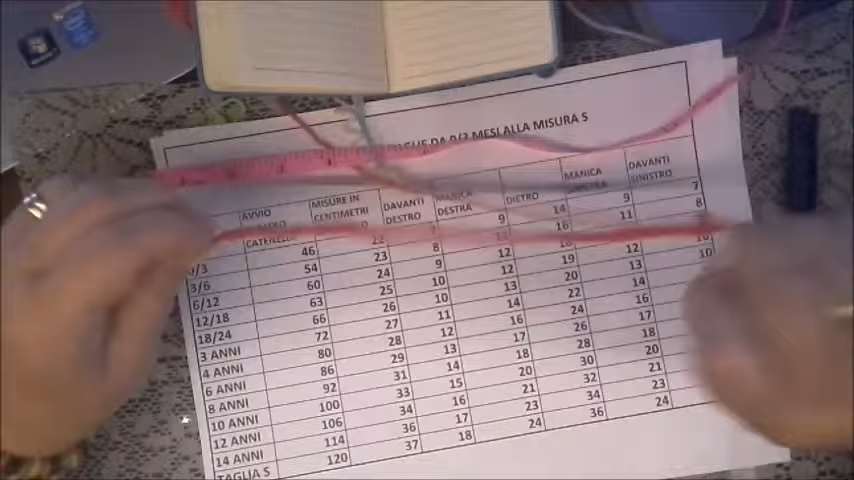 DA 0/3 MESI ALLA MISURA S
AVVIO
MISURE IN
CENTIMETRI
DAVANTI
DESTRO
MANICA
DESTRA
DIETRO
MANICA
SINISTRA
DAVANTI
SINISTRO
CATENELLE
0/3 46 22 9 14 9 7
3/6 54 23 8 16 11 8
6/12 60 24 9 12 18
12/18 63 25 10 12 19 12 10
18/24 66 26 10 13 20 13 10
3 ANNI 72 27 11 14 22 14
4 ANNI 80 28 12 16 24 16
6 ANNI 86 29 13 17 26 17
8 ANNI 92 31 14 18 28 18
10 ANNI 100 33 15 20 30 20
12 ANNI 106 34 16 21 32 21
14 ANNI 114 36 17 23 34 23
TAGLIA S 120 37 18 24 36 24